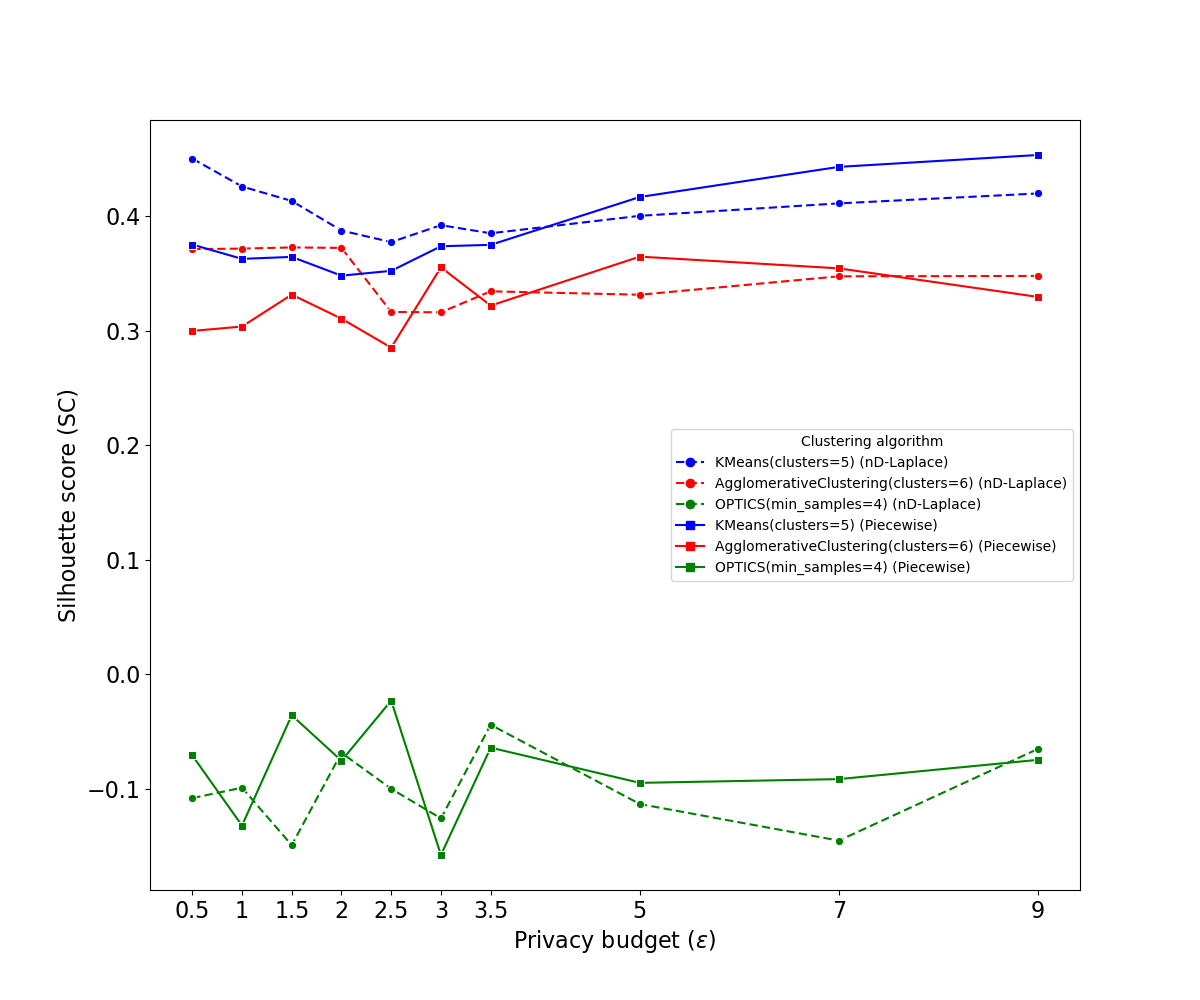 0.4
0.3
0.2
0.1
0.0
−0.1
Silhouette score (SC)
Clustering algorithm
KMeans(clusters=5) (nD-Laplace)
AgglomerativeClustering(clusters=6) (nD-Laplace)
OPTICS(min_samples=4) (nD-Laplace)
KMeans(clusters=5) (Piecewise)
AgglomerativeClustering(clusters=6) (Piecewise)
OPTICS(min_samples=4) (Piecewise)
0.5 1 1.5 2 2.5 3 3.5 5 7 9
Privacy budget (ε)